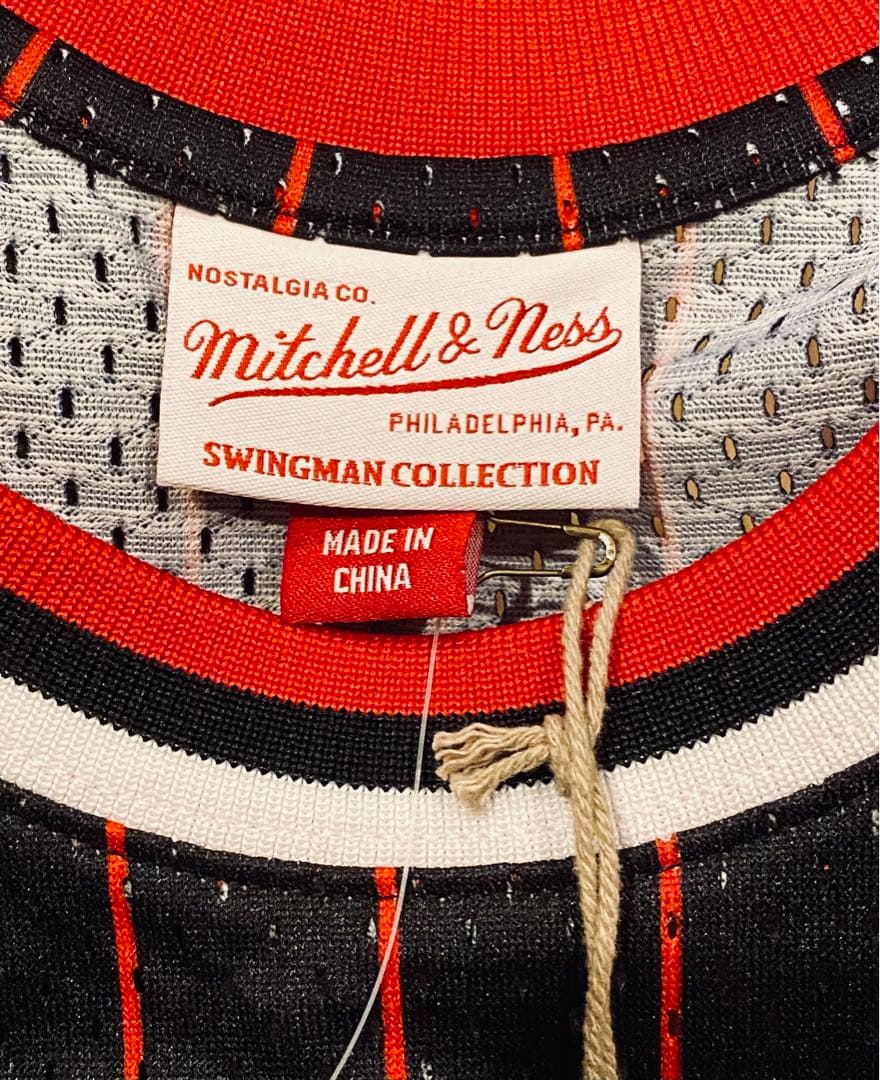 NOSTALGIA CO.
Mitchell & Ness
PHILADELPHIA, PA.
SWINGMAN COLLECTION
MADE IN
CHINA